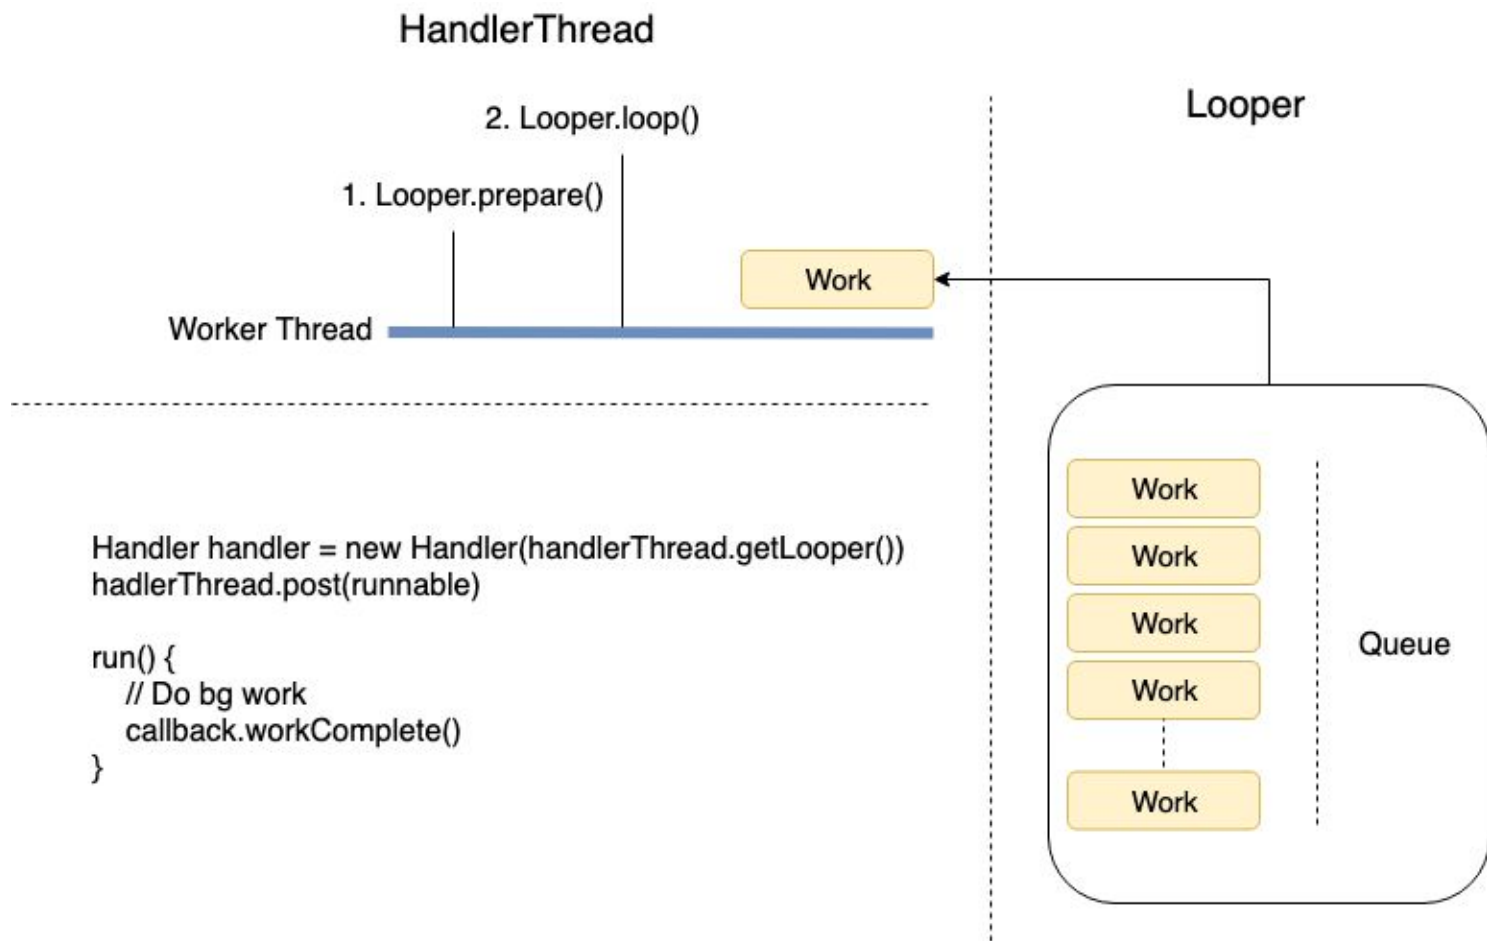 HandlerThread
2. Looper.loop()
1. Looper.prepare()
Work
Worker Thread
Handler handler = new Handler(handlerThread.getLooper())
hadlerThread.post(runnable)
run() {
// Do bg work
callback.workComplete()
}
Looper
Work
Work
Work
Work
Work
Queue